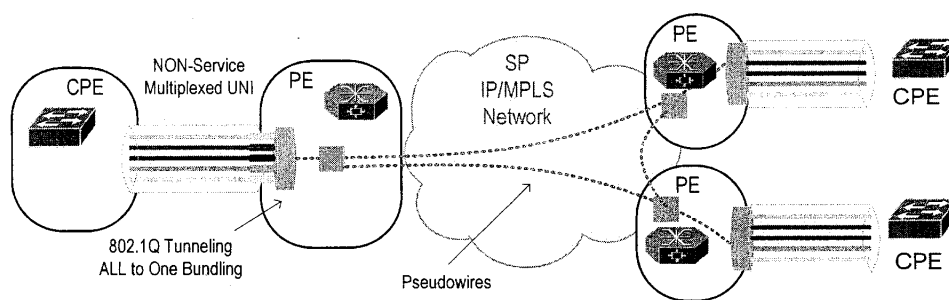 NON-Service
Multiplexed UNI
CPE
PE
SP
IP/MPLS
Network
PE
CPE
PE
CPE
802.1Q Tunneling
ALL to One Bundling
Pseudowires